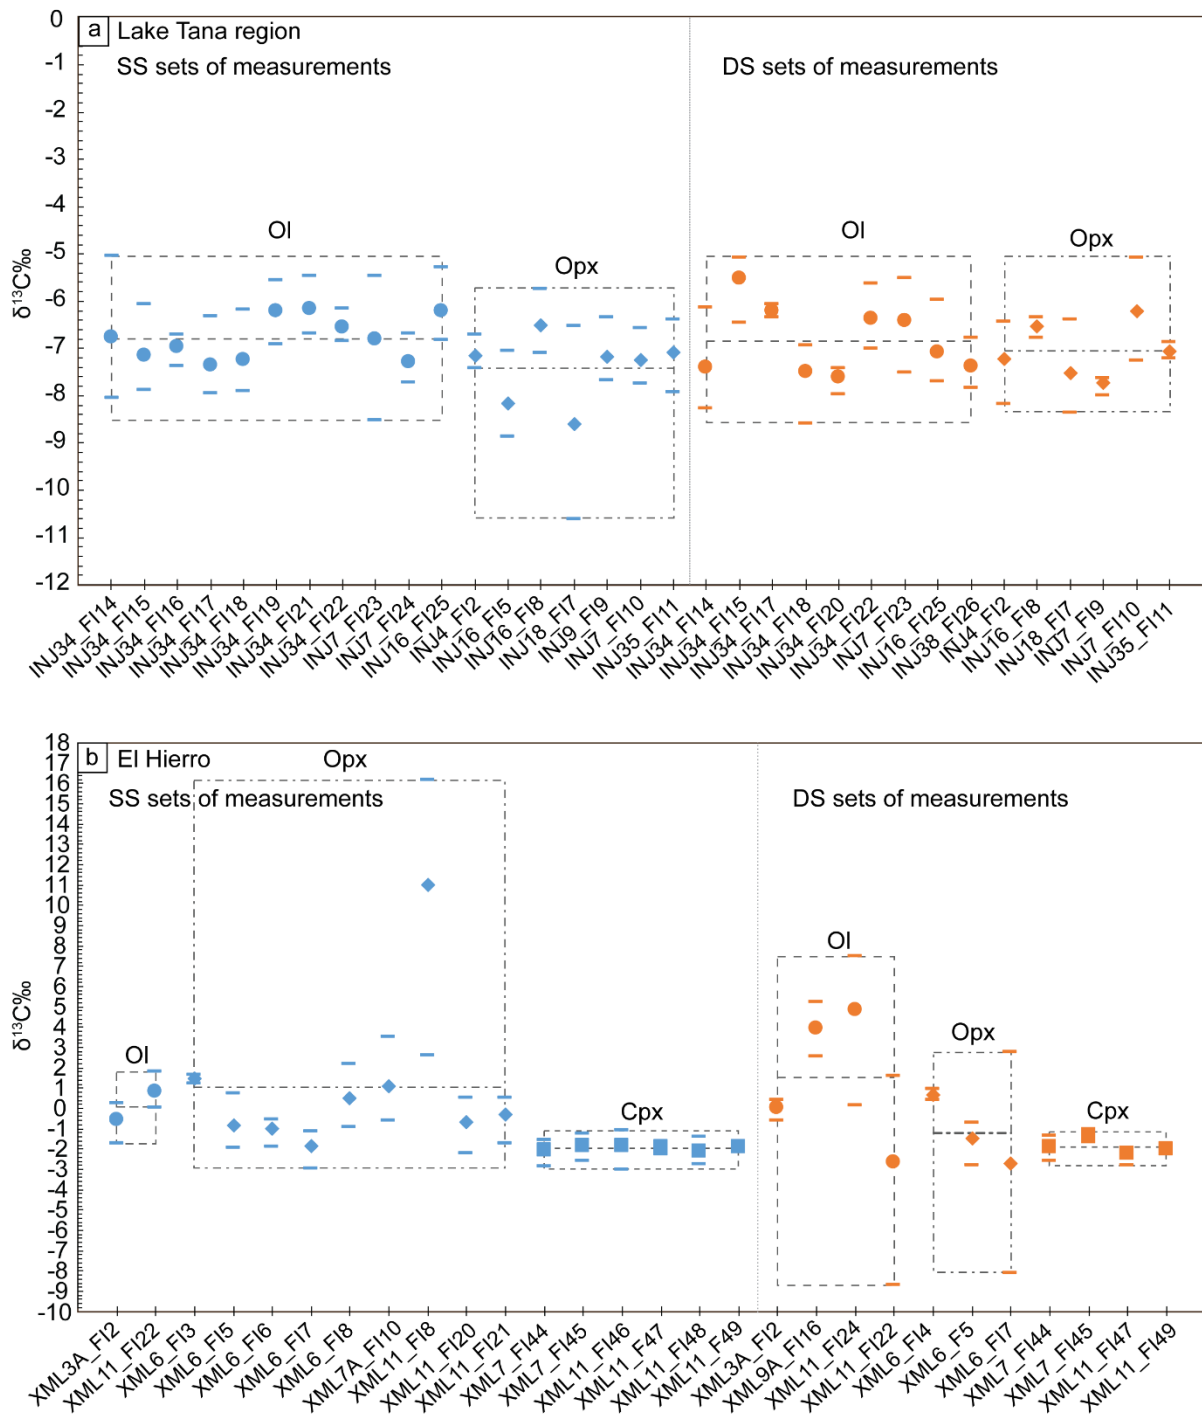 a Lake Tana region
SS sets of measurements
DS sets of measurements
0
-1
-2
-3
-4
-5
-6
-7
-8
-9
-10
-11
-12
δ¹³C‰
Ol
Opx
Ol
Opx
INJ34_FI14
INJ34_FI15
INJ34_FI16
INJ34_FI17
INJ34_FI18
INJ34_FI19
INJ34_FI21
INJ34_FI22
INJ7_FI23
INJ7_FI24
INJ16_FI25
INJ4_FI2
INJ16_FI5
INJ16_FI8
INJ18_FI7
INJ9_FI9
INJ7_FI10
INJ35_FI11
INJ34_FI14
INJ34_FI15
INJ34_FI17
INJ34_FI18
INJ34_FI20
INJ34_FI22
INJ7_FI23
INJ16_FI25
INJ38_FI26
INJ4_FI2
INJ16_FI8
INJ18_FI7
INJ7_FI9
INJ7_FI10
INJ35_FI11
b El Hierro
Opx
SS sets of measurements
DS sets of measurements
18
17
16
15
14
13
12
11
10
9
8
7
6
5
4
3
2
1
0
-1
-2
-3
-4
-5
-6
-7
-8
-9
-10
δ¹³C‰
Ol
Cpx
Ol
Opx
Cpx
XML3A_FI2
XML11_FI22
XML6_FI3
XML6_FI5
XML6_FI6
XML6_FI7
XML6_FI8
XML7A_FI10
XML11_FI8
XML11_FI20
XML11_FI21
XML7_FI44
XML7_FI45
XML11_FI46
XML11_F47
XML11_FI48
XML11_F49
XML3A_FI2
XML9A_FI16
XML11_FI24
XML11_FI22
XML6_FI4
XML6_F5
XML6_FI7
XML7_FI44
XML7_FI45
XML11_FI47
XML11_FI49